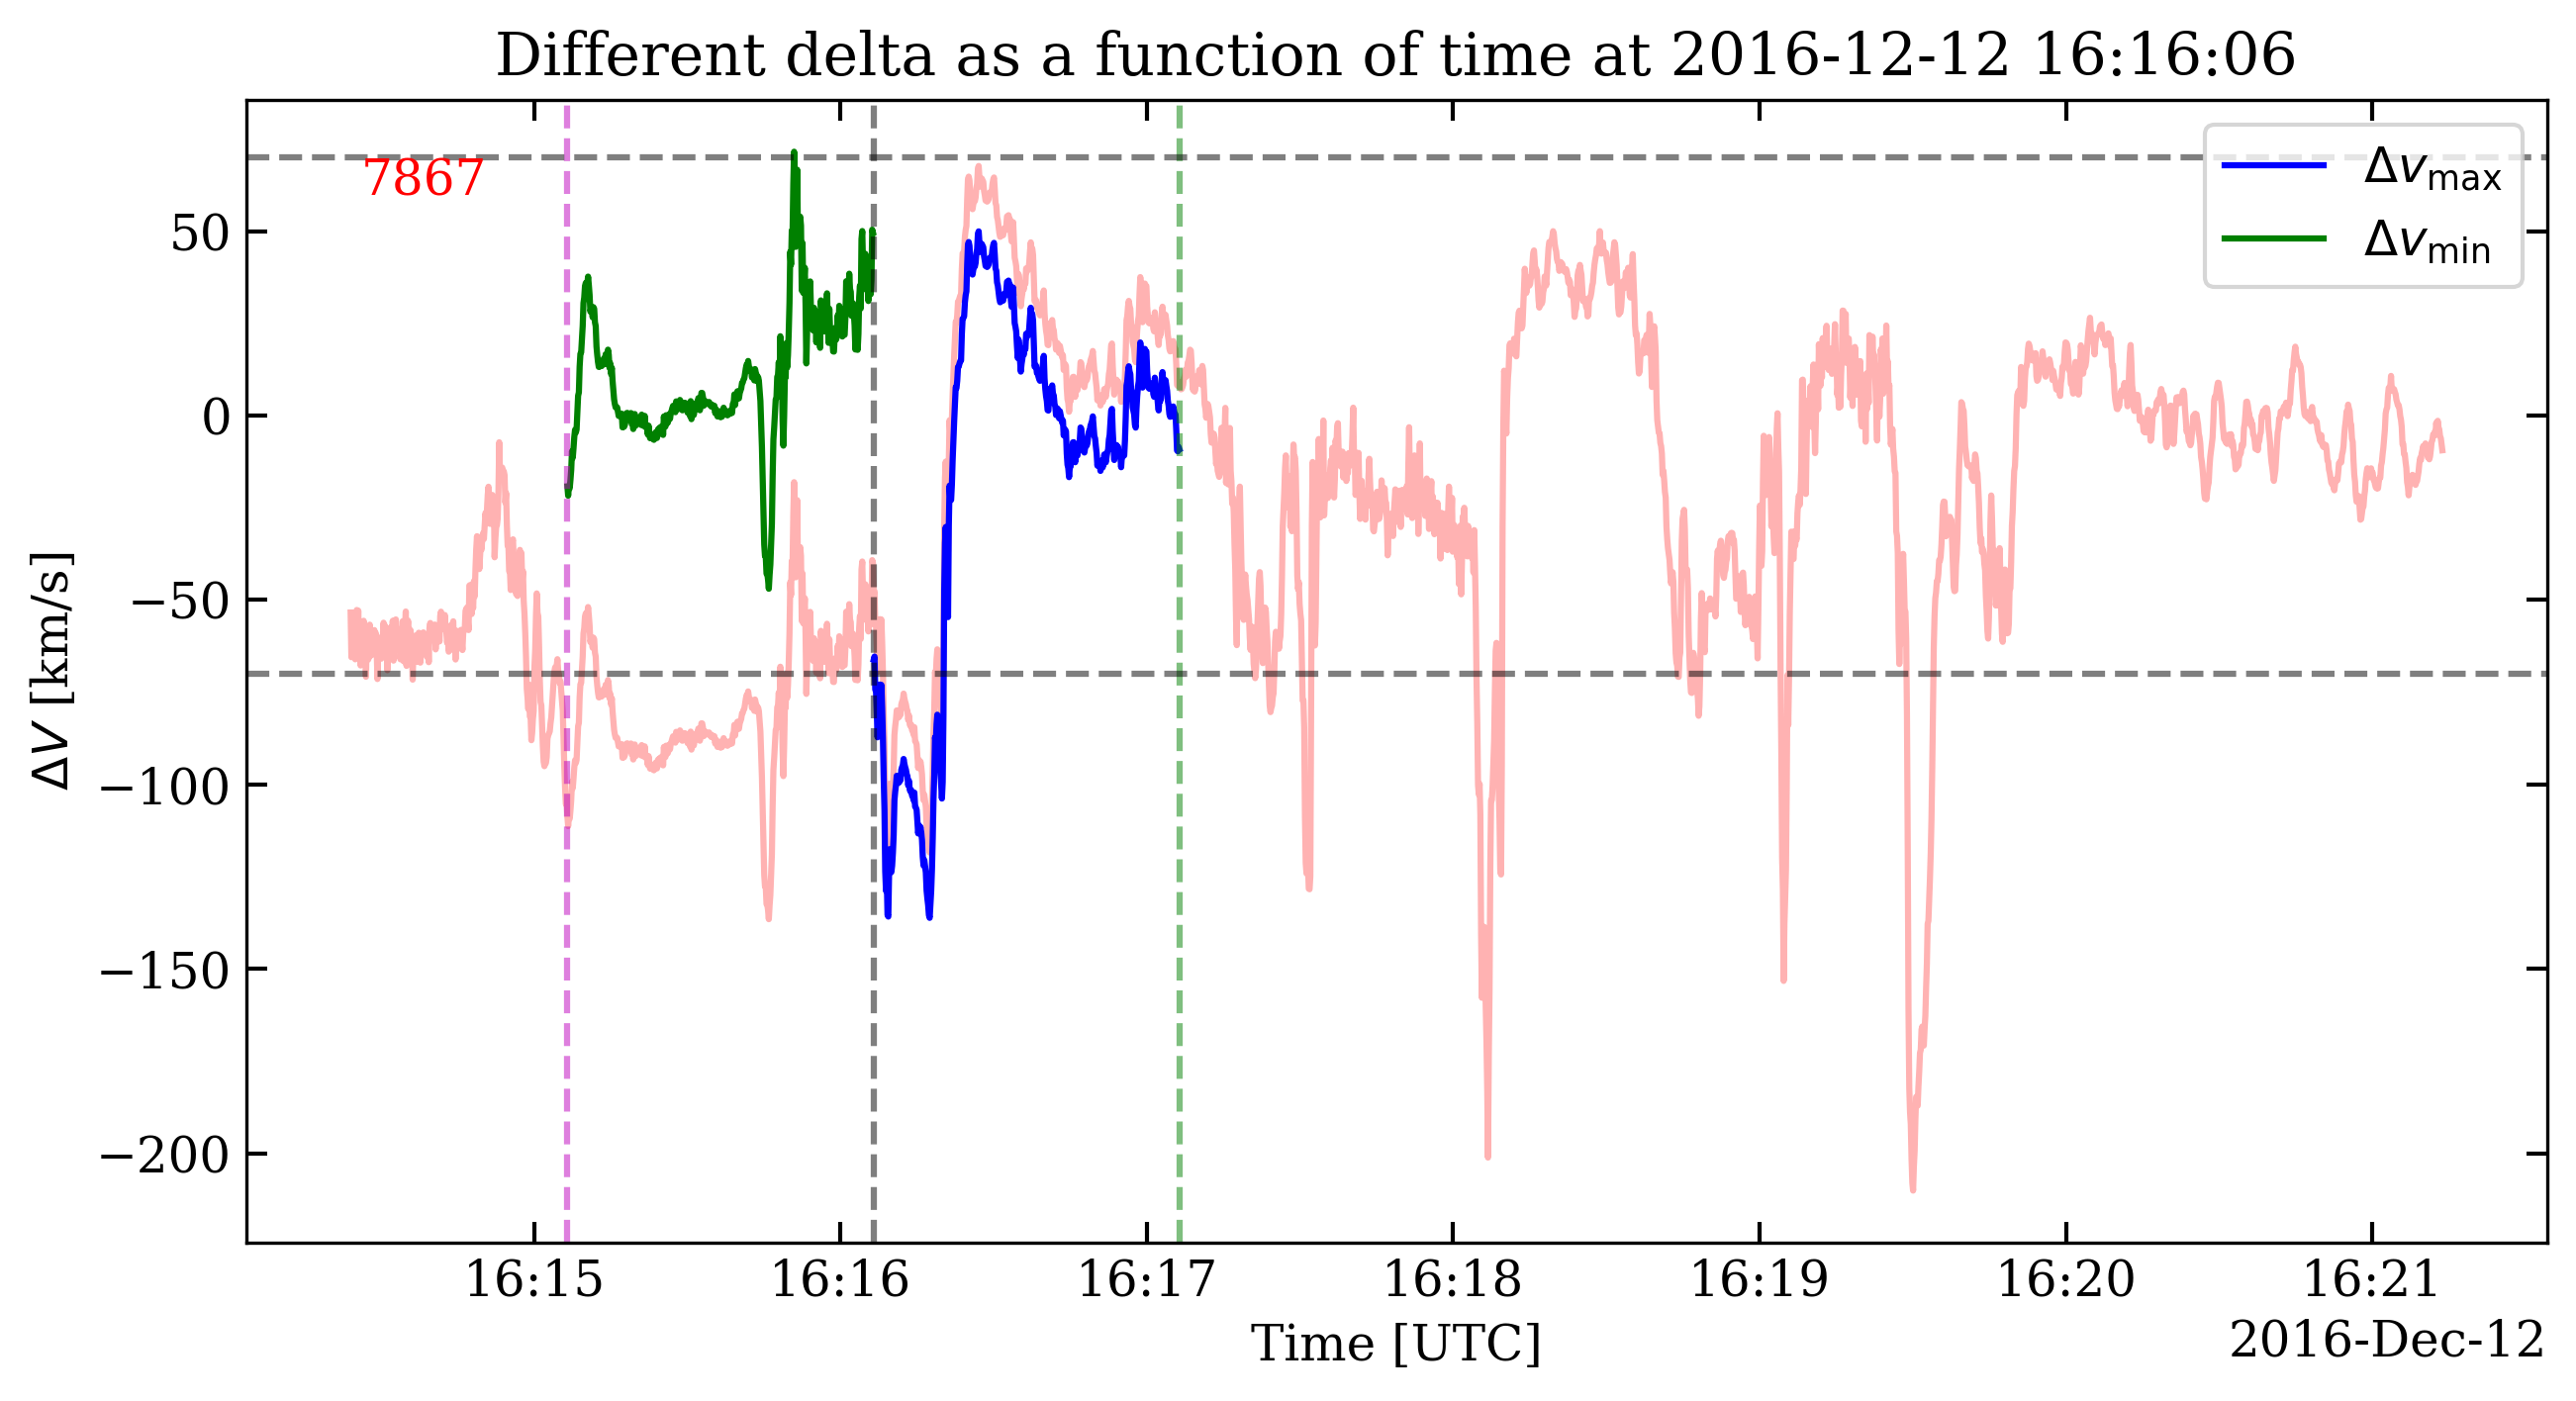 Different delta as a function of time at 2016-12-12 16:16:06
7867
Δv_max
Δv_min
50
0
−50
−100
−150
−200
ΔV [km/s]
16:15 16:16 16:17 16:18 16:19 16:20 16:21
Time [UTC]
2016-Dec-12